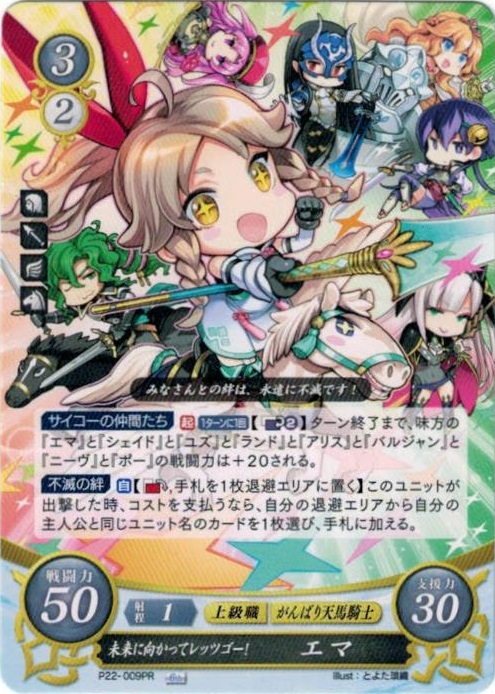 3
2
みなさんとの絆は、永遠に不滅です!
サイコーの仲間たち 起 1ターンに1回【 2】ターン終了まで、味方の
『エマ』と『シェイド』と『ユズ』と『ランド』と『アリス』と『バルジャン』と
『ニーヴ』と『ボー』の戦闘力は+20される。
不滅の絆 自【 ,手札を1枚退避エリアに置く】このユニットが
出撃した時、コストを支払うなら、自分の退避エリアから自分の
主人公と同じユニット名のカードを1枚選び、手札に加える。
戦闘力
50
射程 1
上級職
がんばり天馬騎士
支援力
30
未来に向かってレッツゴー!
エマ
P22-009PR
Illust:とよた瑣織